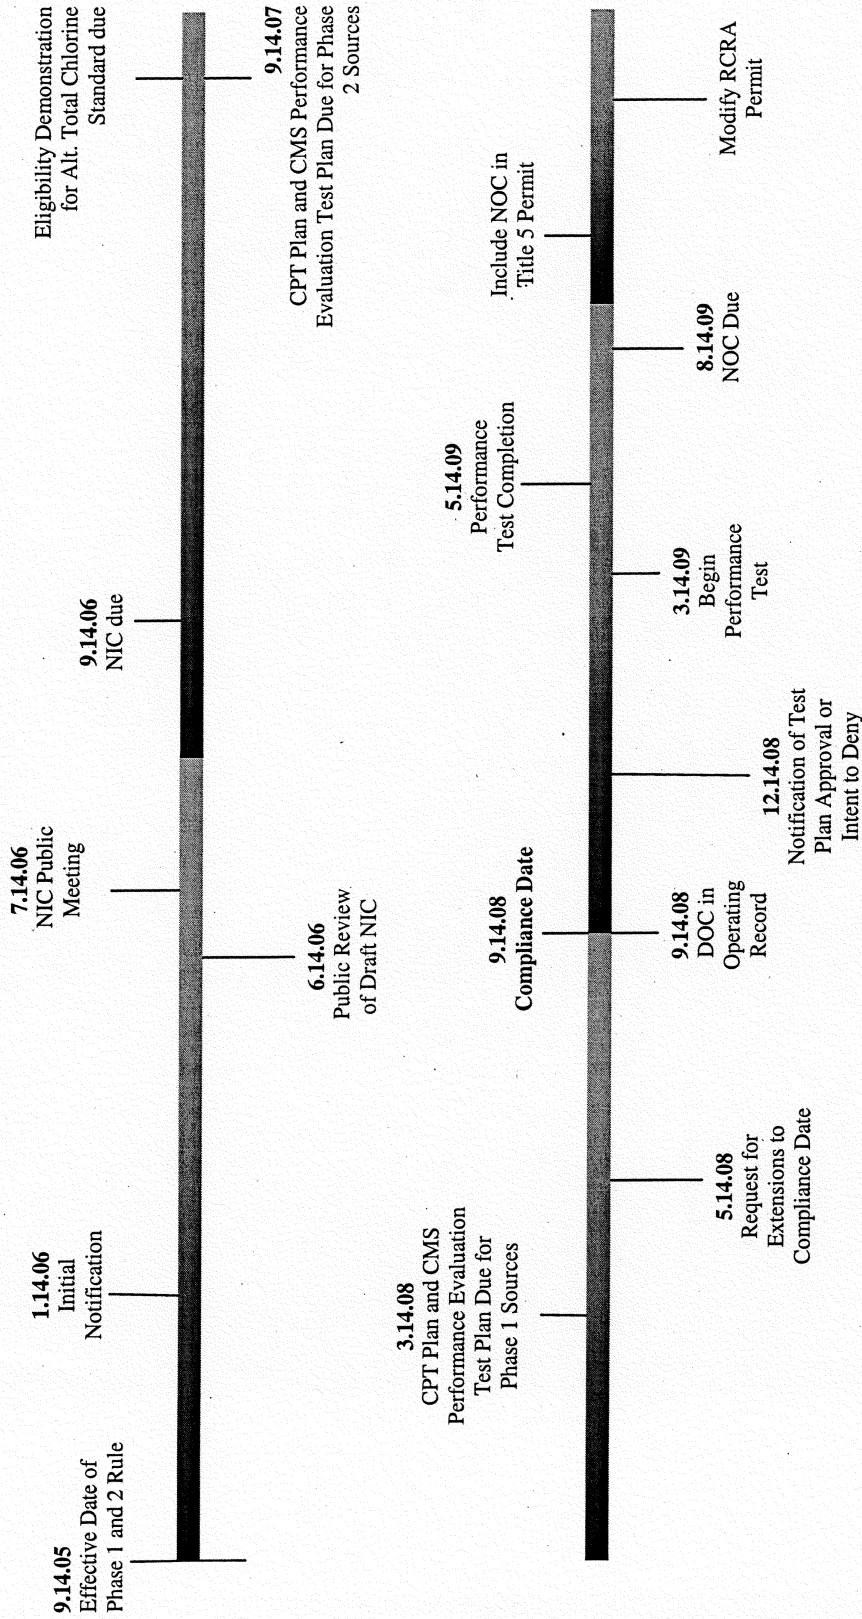 9.14.05
Effective Date of
Phase 1 and 2 Rule
1.14.06
Initial
Notification
6.14.06
Public Review
of Draft NIC
7.14.06
NIC Public
Meeting
9.14.06
NIC due
Eligibility Demonstration
for Alt. Total Chlorine
Standard due
9.14.07
CPT Plan and CMS Performance
Evaluation Test Plan Due for Phase
2 Sources
3.14.08
CPT Plan and CMS
Performance Evaluation
Test Plan Due for
Phase 1 Sources
5.14.08
Request for
Extensions to
Compliance Date
9.14.08
Compliance Date
9.14.08
DOC in
Operating
Record
12.14.08
Notification of Test
Plan Approval or
Intent to Deny
3.14.09
Begin
Performance
Test
5.14.09
Performance
Test Completion
8.14.09
NOC Due
Include NOC in
Title 5 Permit
Modify RCRA
Permit